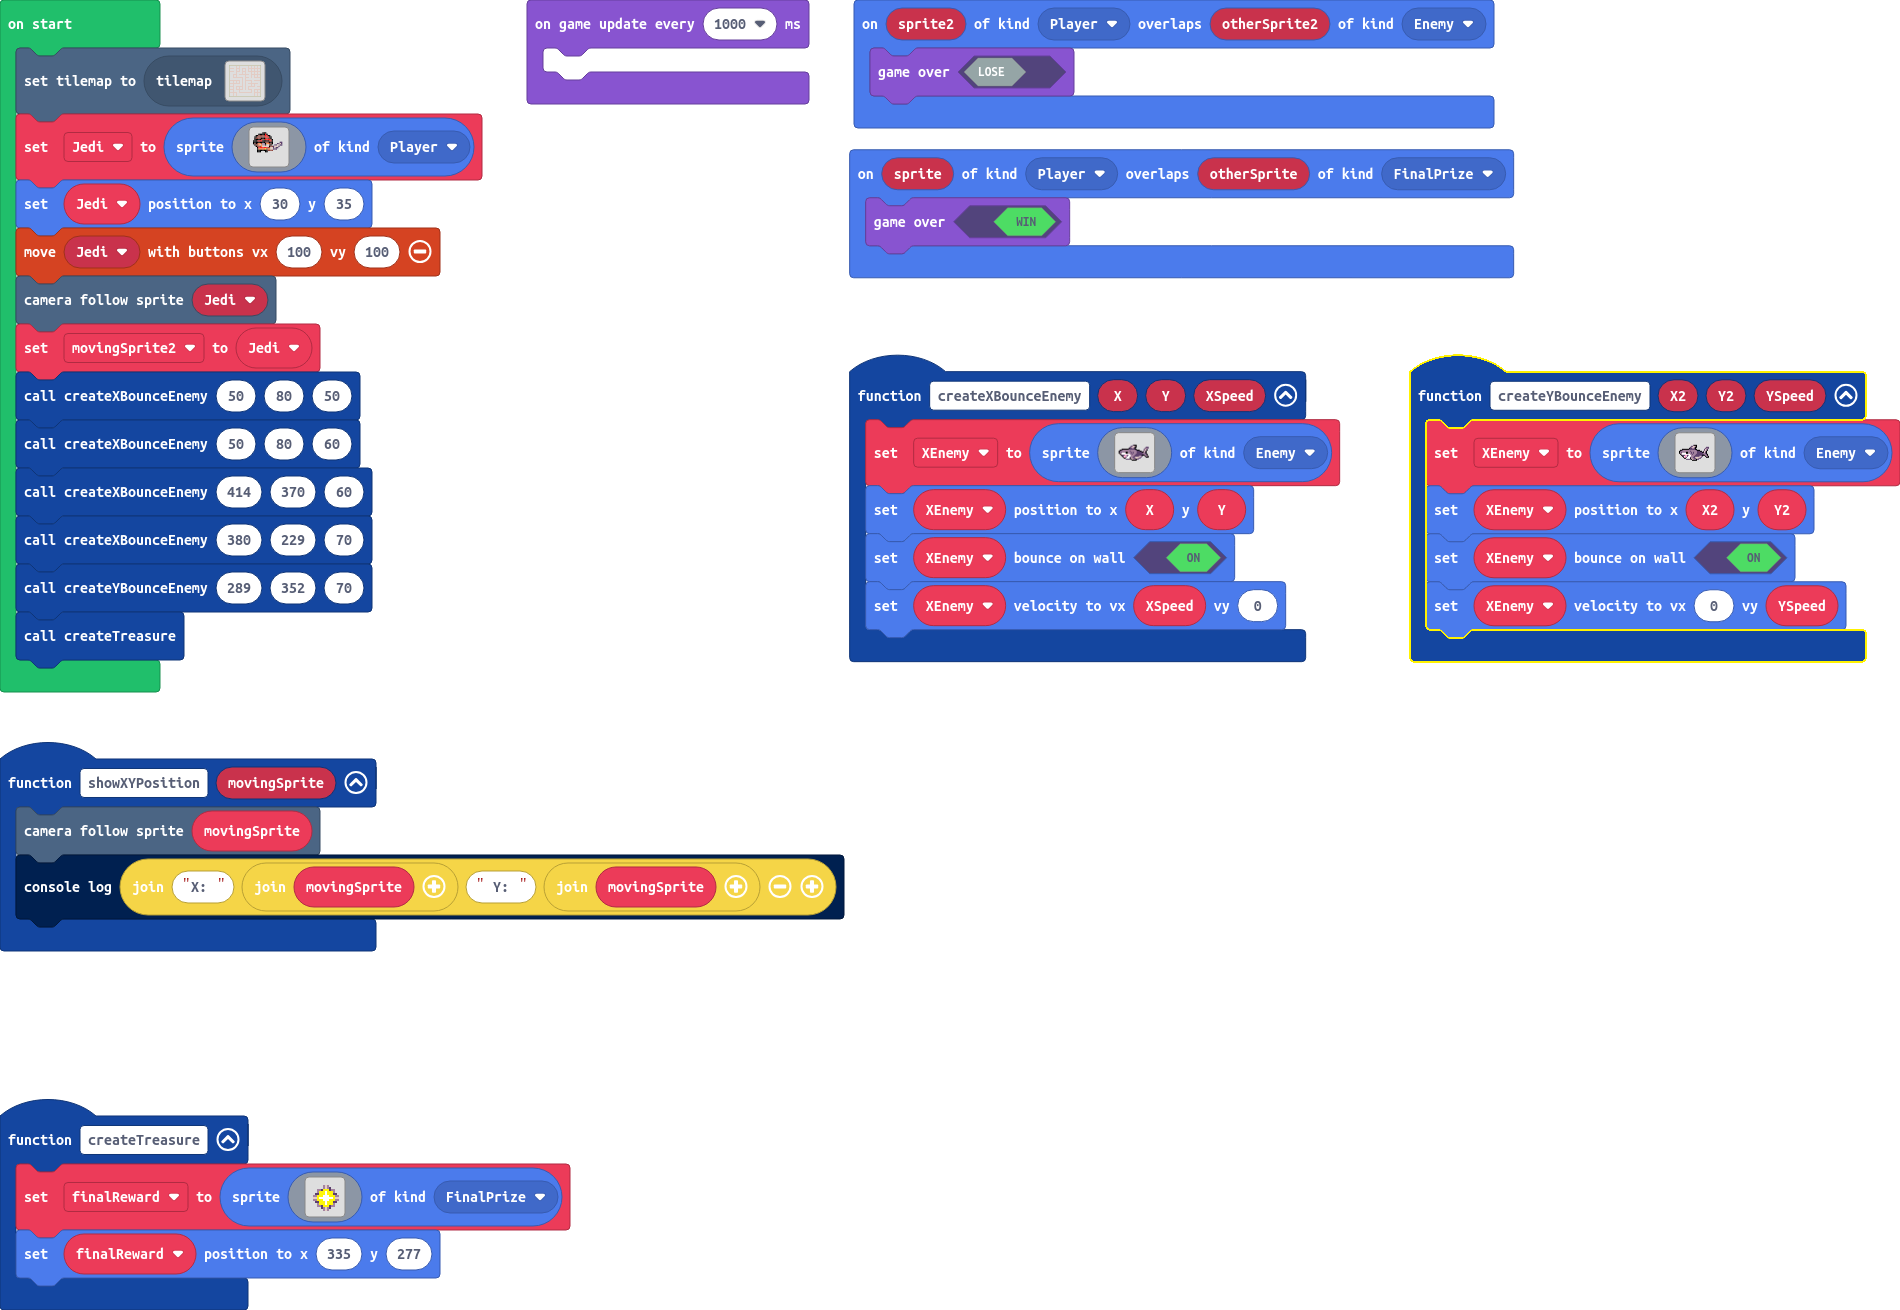 on start
set tilemap to tilemap
set Jedi to sprite of kind Player
set Jedi position to x 30 y 35
move Jedi with buttons vx 100 vy 100
camera follow sprite Jedi
set movingSprite2 to Jedi
call createXBounceEnemy 50 80 50
call createXBounceEnemy 50 80 60
call createXBounceEnemy 414 370 60
call createXBounceEnemy 380 229 70
call createYBounceEnemy 289 352 70
call createTreasure
on game update every 1000 ms
on sprite2 of kind Player overlaps otherSprite2 of kind Enemy
game over LOSE
on sprite of kind Player overlaps otherSprite of kind FinalPrize
game over WIN
function createXBounceEnemy X Y XSpeed
set XEnemy to sprite of kind Enemy
set XEnemy position to x X y Y
set XEnemy bounce on wall ON
set XEnemy velocity to vx XSpeed vy 0
function createYBounceEnemy X2 Y2 YSpeed
set XEnemy to sprite of kind Enemy
set XEnemy position to x X2 y Y2
set XEnemy bounce on wall ON
set XEnemy velocity to vx 0 vy YSpeed
function showXYPosition movingSprite
camera follow sprite movingSprite
console log join "X: " join movingSprite " Y: " join movingSprite
function createTreasure
set finalReward to sprite of kind FinalPrize
set finalReward position to x 335 y 277